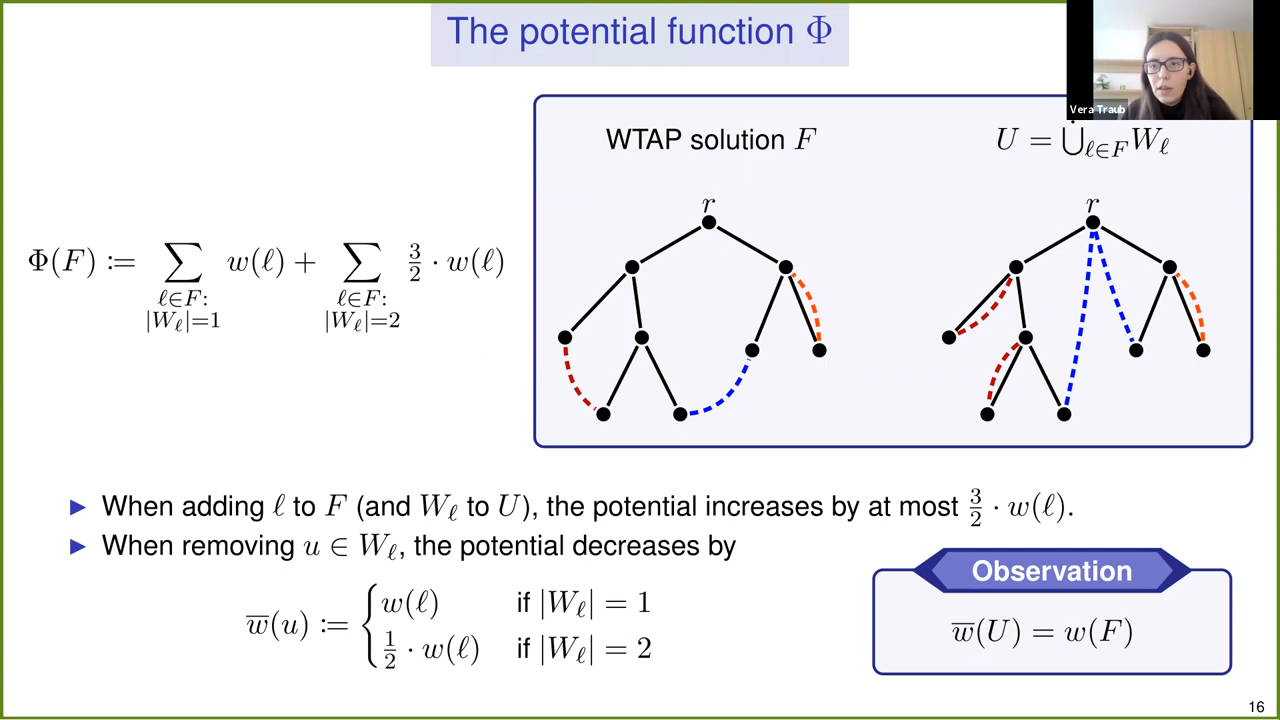 The potential function Φ
Vera Traub
WTAP solution F
U = ⋃̇_{ℓ∈F} W_ℓ
r
r
Φ(F) := ∑_{ℓ∈F: |W_ℓ|=1} w(ℓ) + ∑_{ℓ∈F: |W_ℓ|=2} 3/2 · w(ℓ)
▶ When adding ℓ to F (and W_ℓ to U), the potential increases by at most 3/2 · w(ℓ).
▶ When removing u ∈ W_ℓ, the potential decreases by
w̅(u) := { w(ℓ) if |W_ℓ| = 1
1/2 · w(ℓ) if |W_ℓ| = 2
Observation
w̅(U) = w(F)
16